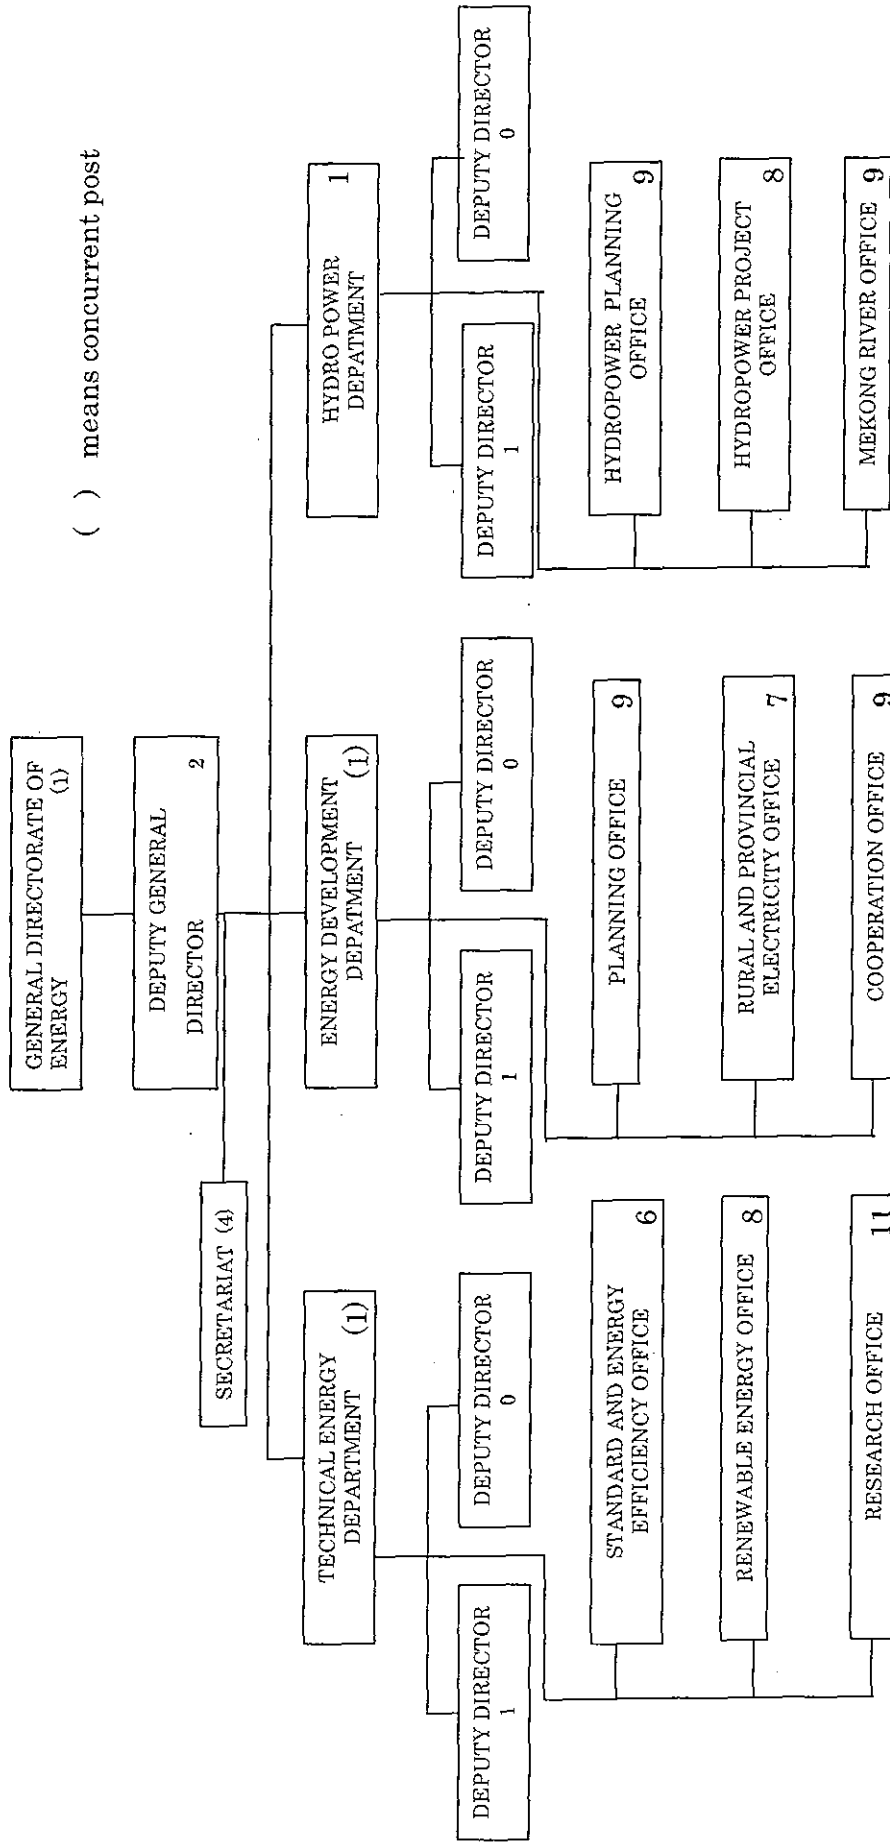 ( ) means concurrent post
GENERAL DIRECTORATE OF
ENERGY (1)
DEPUTY GENERAL
DIRECTOR 2
SECRETARIAT (4)
TECHNICAL ENERGY
DEPARTMENT (1)
ENERGY DEVELOPMENT
DEPATMENT (1)
HYDRO POWER
DEPATMENT 1
DEPUTY DIRECTOR
1
DEPUTY DIRECTOR
0
DEPUTY DIRECTOR
1
DEPUTY DIRECTOR
0
DEPUTY DIRECTOR
1
DEPUTY DIRECTOR
0
STANDARD AND ENERGY
EFFICIENCY OFFICE 6
PLANNING OFFICE 9
HYDROPOWER PLANNING
OFFICE 9
RENEWABLE ENERGY OFFICE 8
RURAL AND PROVINCIAL
ELECTRICITY OFFICE 7
HYDROPOWER PROJECT
OFFICE 8
RESEARCH OFFICE 11
COOPERATION OFFICE 9
MEKONG RIVER OFFICE 9